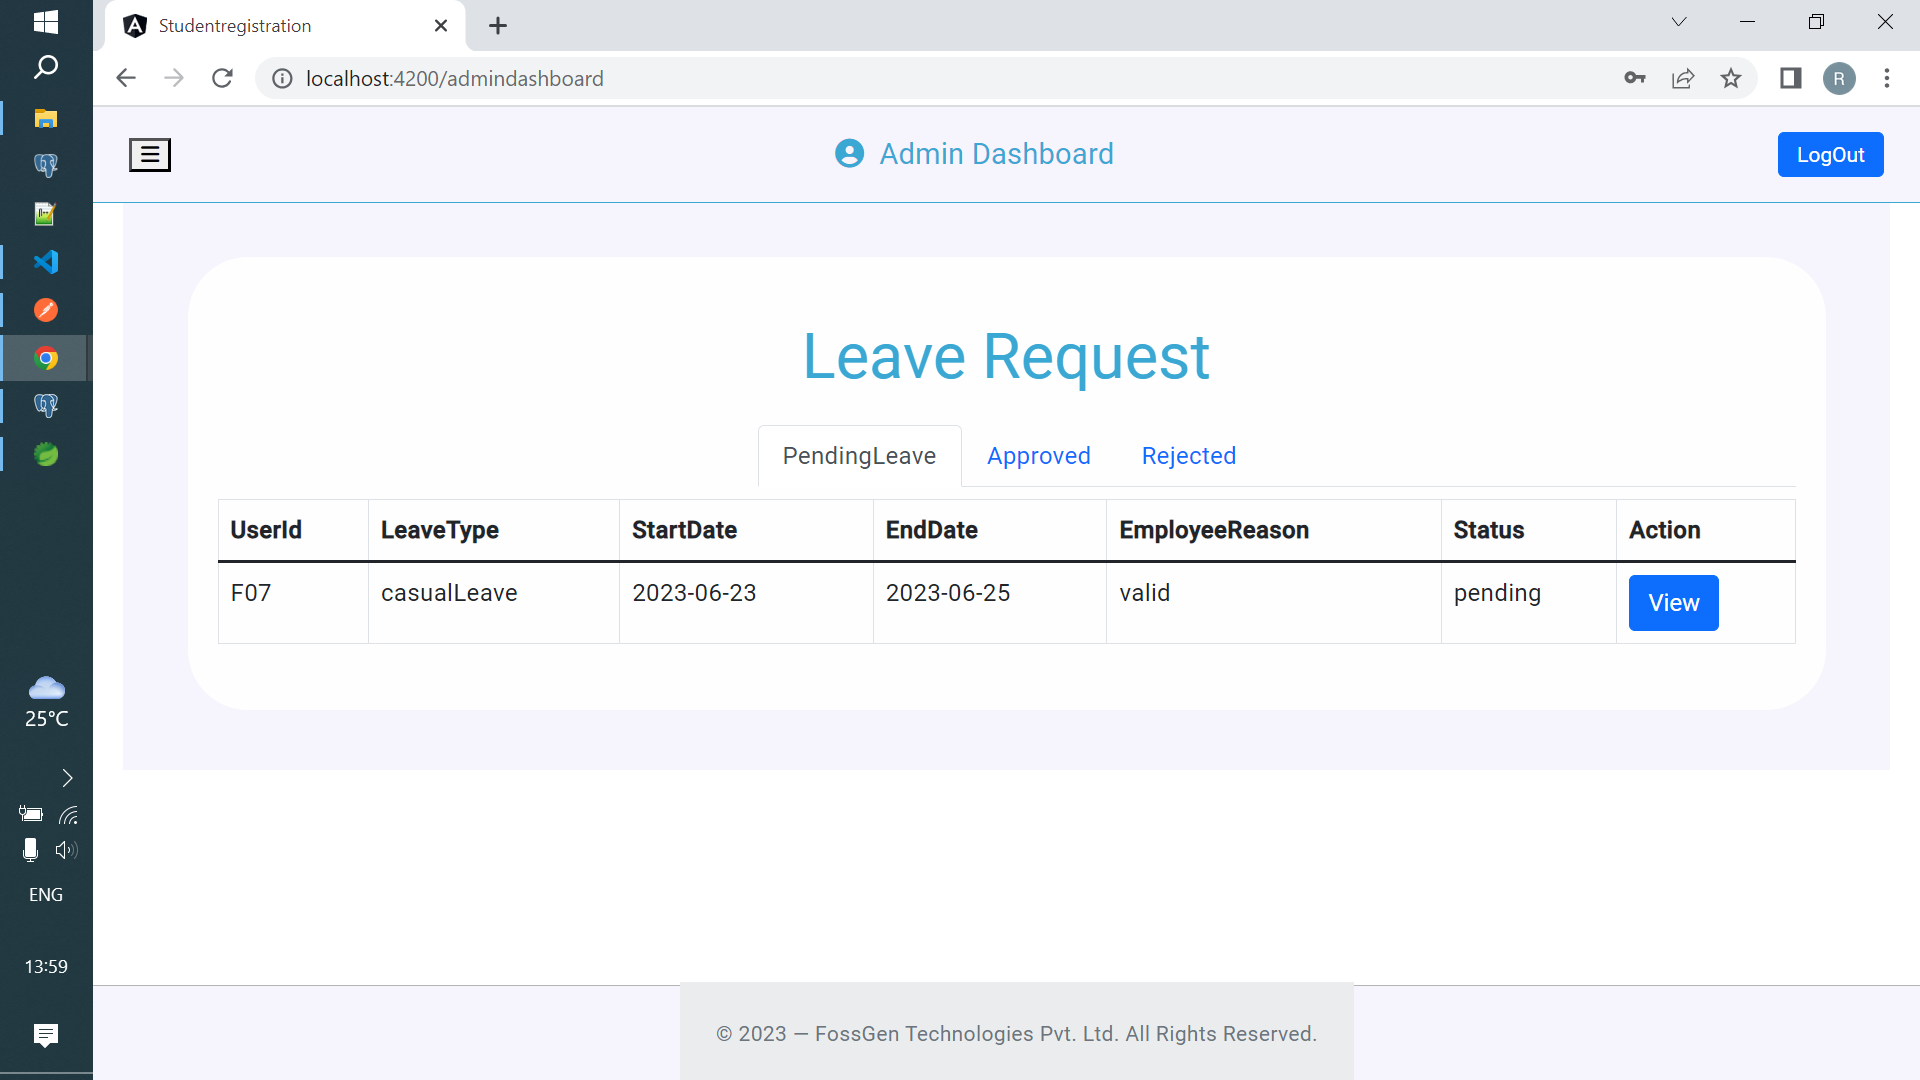 Studentregistration
localhost:4200/admindashboard
R
Admin Dashboard
LogOut
Leave Request
PendingLeave Approved Rejected
UserId LeaveType StartDate EndDate EmployeeReason Status Action
F07 casualLeave 2023-06-23 2023-06-25 valid pending View
25°C
ENG
13:59
© 2023 — FossGen Technologies Pvt. Ltd. All Rights Reserved.